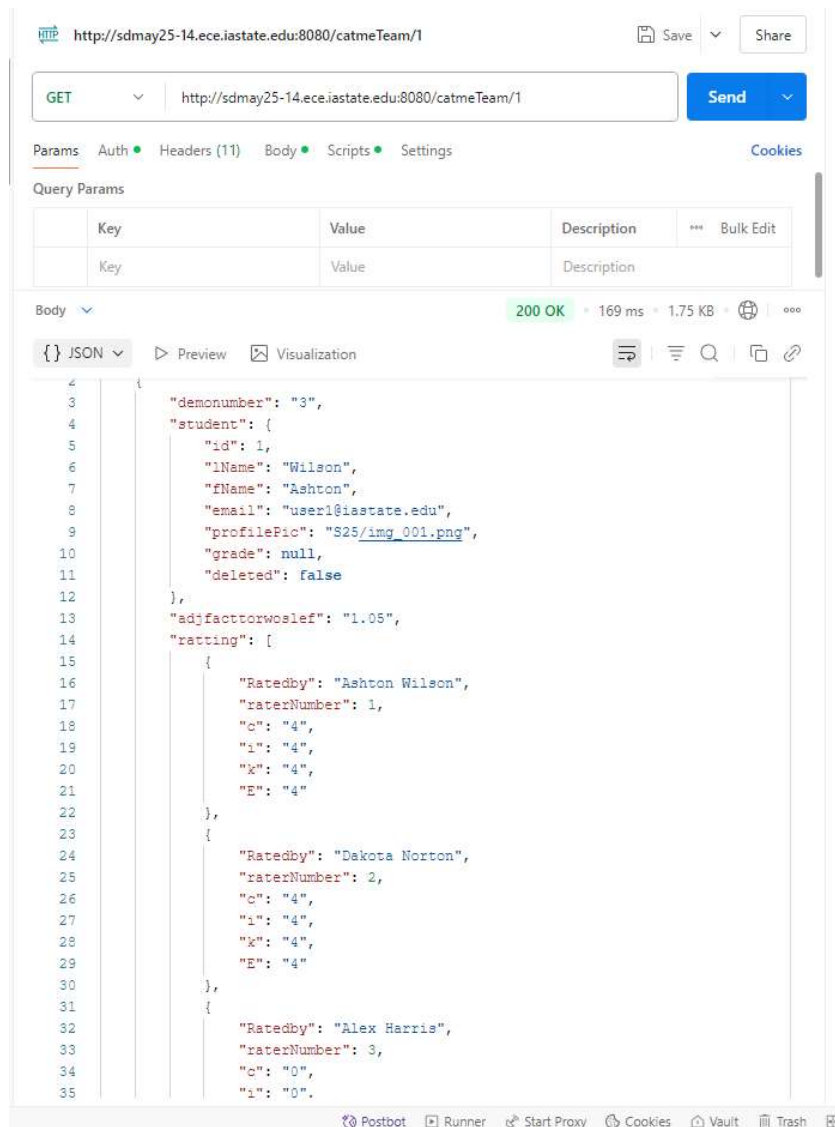 HTTP http://sdmay25-14.ece.iastate.edu:8080/catmeTeam/1 Save Share
GET http://sdmay25-14.ece.iastate.edu:8080/catmeTeam/1 Send
Params Auth Headers (11) Body Scripts Settings Cookies
Query Params
Key Value Description Bulk Edit
Key Value Description
Body 200 OK 169 ms 1.75 KB
{} JSON Preview Visualization
2 {
3 "demonumber": "3",
4 "student": {
5 "id": 1,
6 "lName": "Wilson",
7 "fName": "Ashton",
8 "email": "user1@iastate.edu",
9 "profilePic": "S25/img_001.png",
10 "grade": null,
11 "deleted": false
12 },
13 "adjfacttorwoslef": "1.05",
14 "ratting": [
15 {
16 "Ratedby": "Ashton Wilson",
17 "raterNumber": 1,
18 "c": "4",
19 "i": "4",
20 "k": "4",
21 "E": "4"
22 },
23 {
24 "Ratedby": "Dakota Norton",
25 "raterNumber": 2,
26 "c": "4",
27 "i": "4",
28 "k": "4",
29 "E": "4"
30 },
31 {
32 "Ratedby": "Alex Harris",
33 "raterNumber": 3,
34 "c": "0",
35 "i": "0",
Postbot Runner Start Proxy Cookies Vault Trash